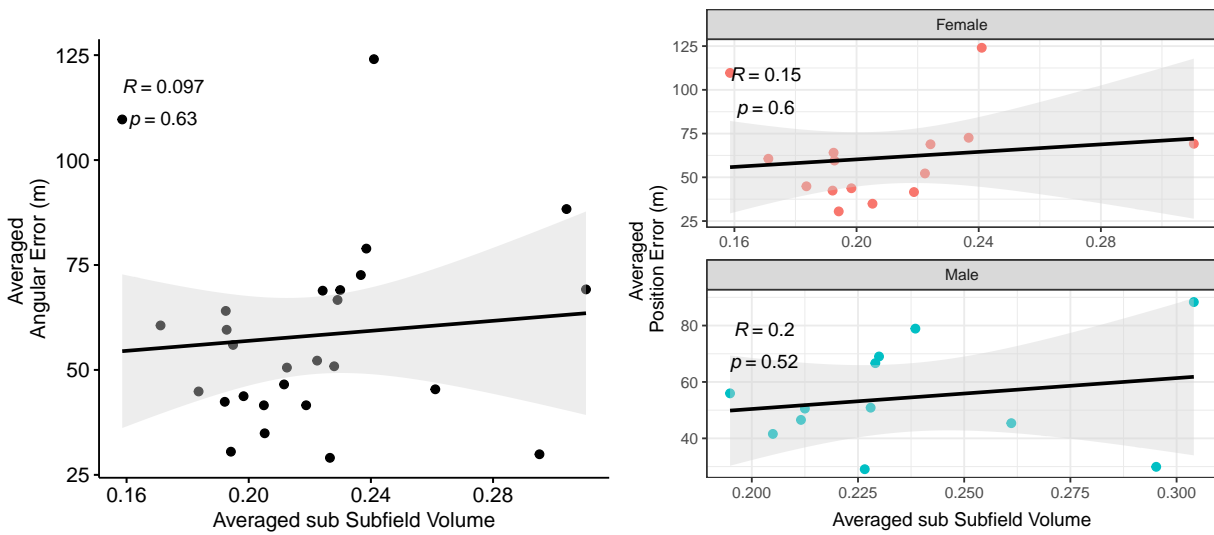 Averaged
Angular Error (m)
125
100
75
50
25
R = 0.097
p = 0.63
0.16 0.20 0.24 0.28
Averaged sub Subfield Volume
Averaged
Position Error (m)
Female
125
100
75
50
25
R = 0.15
p = 0.6
0.16 0.20 0.24 0.28
Male
80
60
40
R = 0.2
p = 0.52
0.200 0.225 0.250 0.275 0.300
Averaged sub Subfield Volume